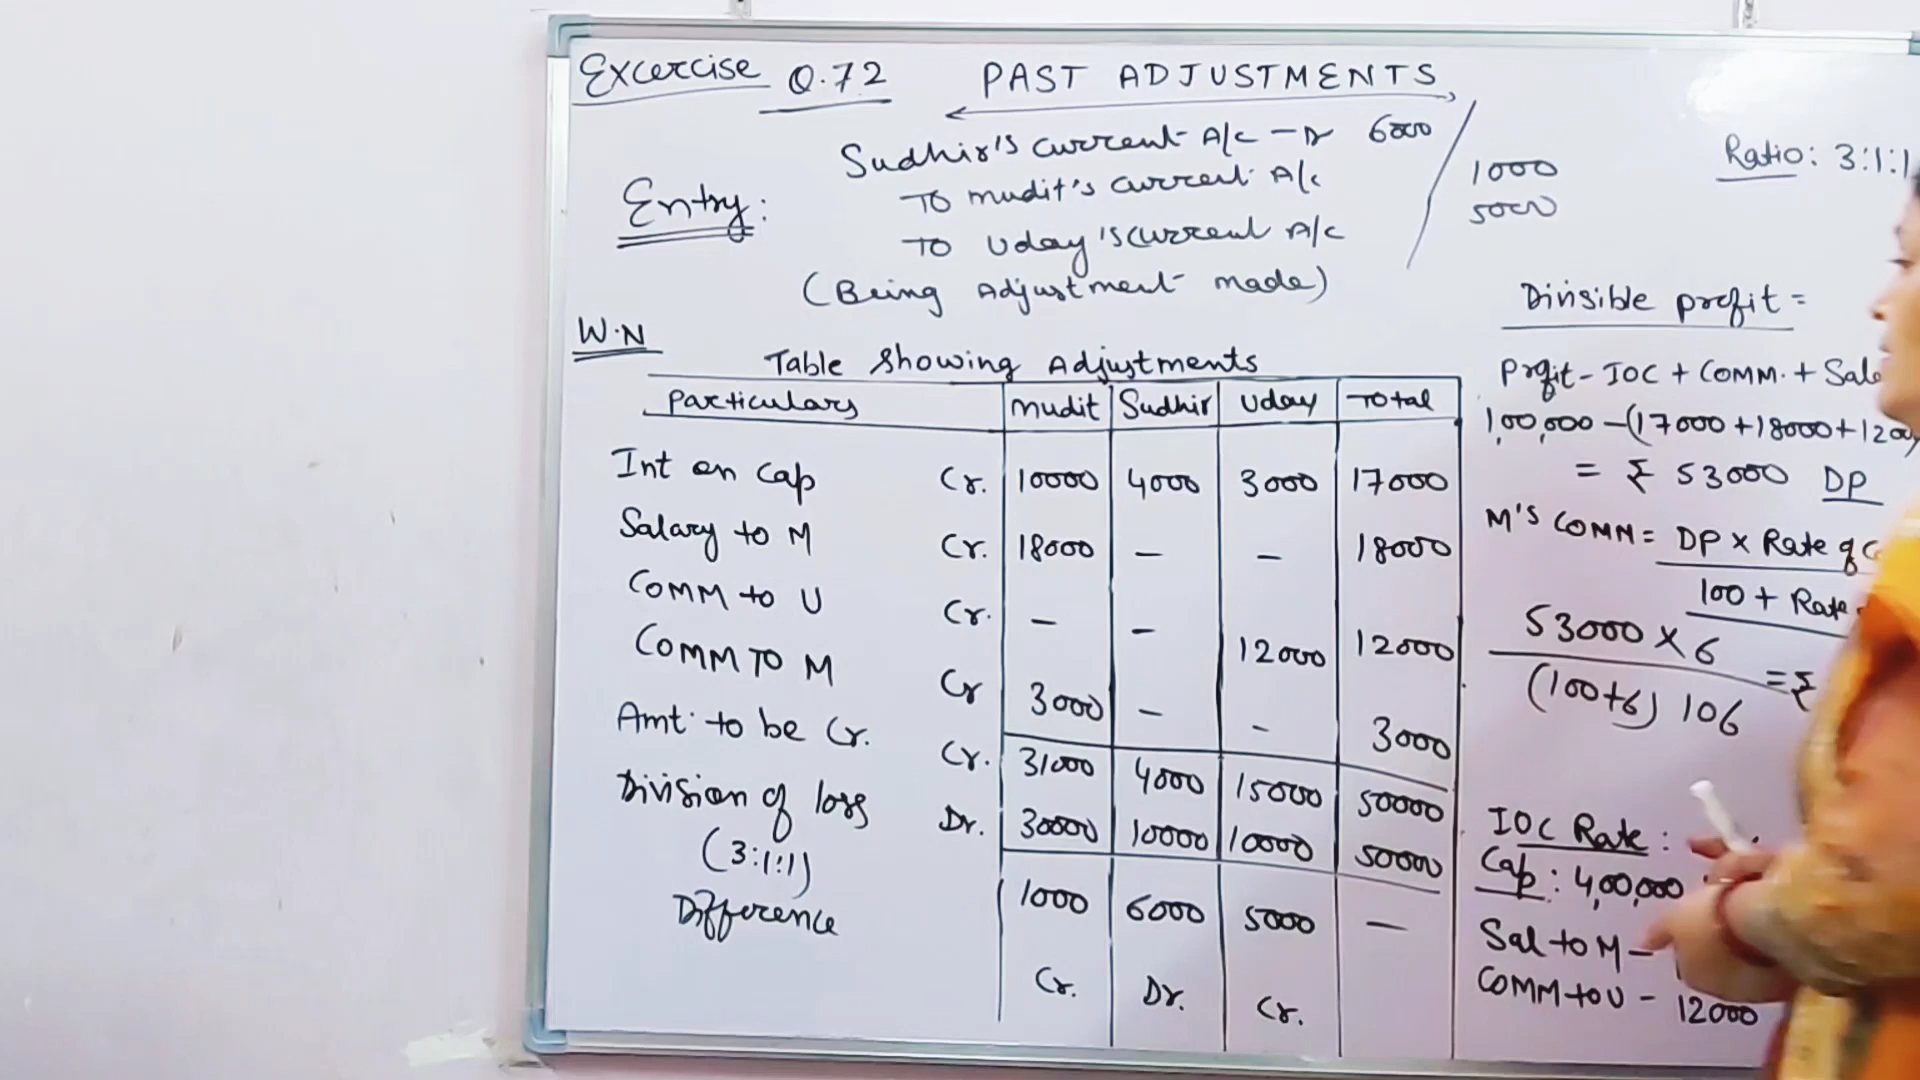 Excercise Q.72 PAST ADJUSTMENTS
Entry:
Sudhir's current A/c - Dr 6000
To mudit's current A/c 1000
To Uday's current A/c 5000
(Being Adjustment made)
W.N
Table showing Adjustments
Particulars mudit Sudhir Uday Total
Int on cap Cr. 10000 4000 3000 17000
Salary to M Cr. 18000 — — 18000
Comm to U Cr. — — 12000 12000
Comm To M Cr 3000 — - 3000
Amt. to be Cr. Cr. 31000 4000 15000 50000
Division of loss Dr. 30000 10000 10000 50000
(3:1:1)
Difference 1000 6000 5000 —
Cr. Dr. Cr.
Ratio: 3:1:1
Divisible profit =
Profit - IOC + COMM. + Sal
1,00,000 - (17000 + 18000 + 1200
= ₹ 53000 DP
M's COMM = DP x Rate of C
100 + Rate
53000 x 6
= ₹
(100+6) 106
IOC Rate :
Cap : 4,00,000
Sal to M -
COMM to U - 12000